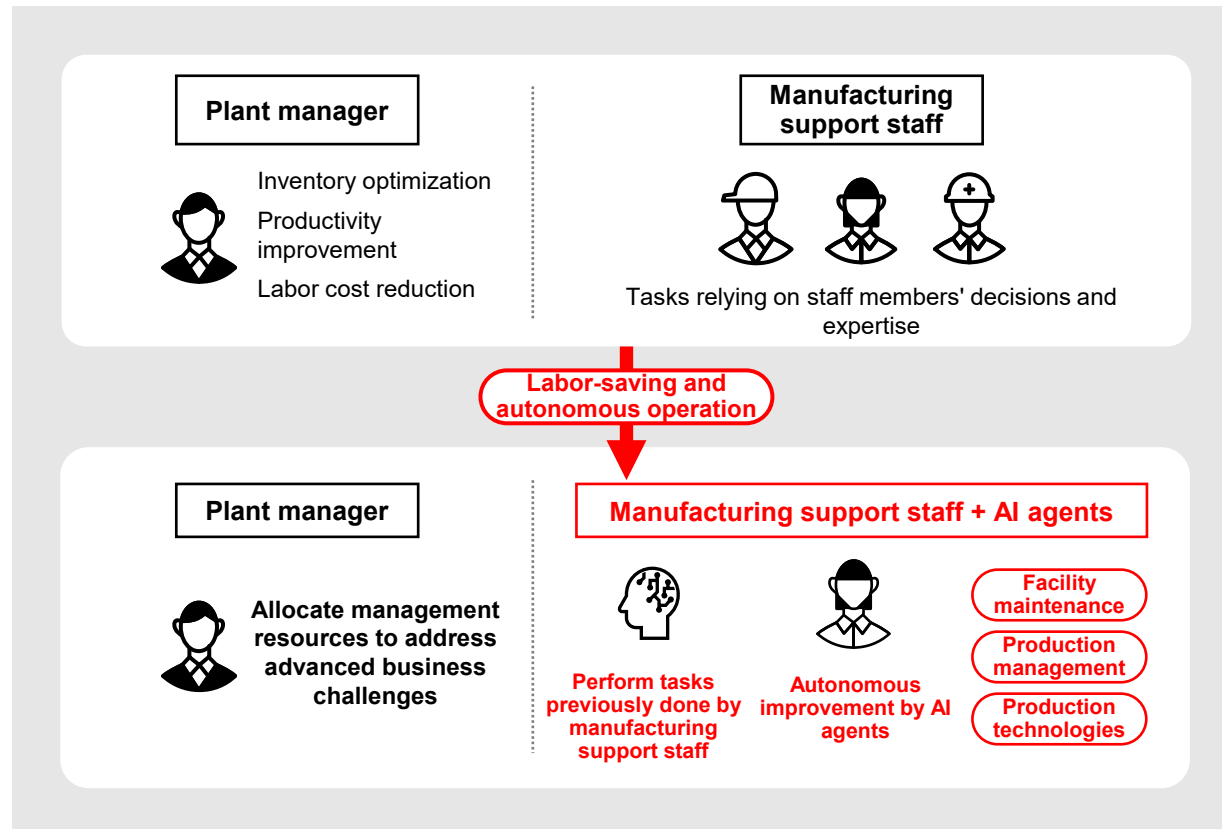 Plant manager
Inventory optimization
Productivity
improvement
Labor cost reduction
Manufacturing
support staff
Tasks relying on staff members' decisions and
expertise
Labor-saving and
autonomous operation
Plant manager
Allocate management
resources to address
advanced business
challenges
Manufacturing support staff + AI agents
Perform tasks
previously done by
manufacturing
support staff
Autonomous
improvement by AI
agents
Facility
maintenance
Production
management
Production
technologies